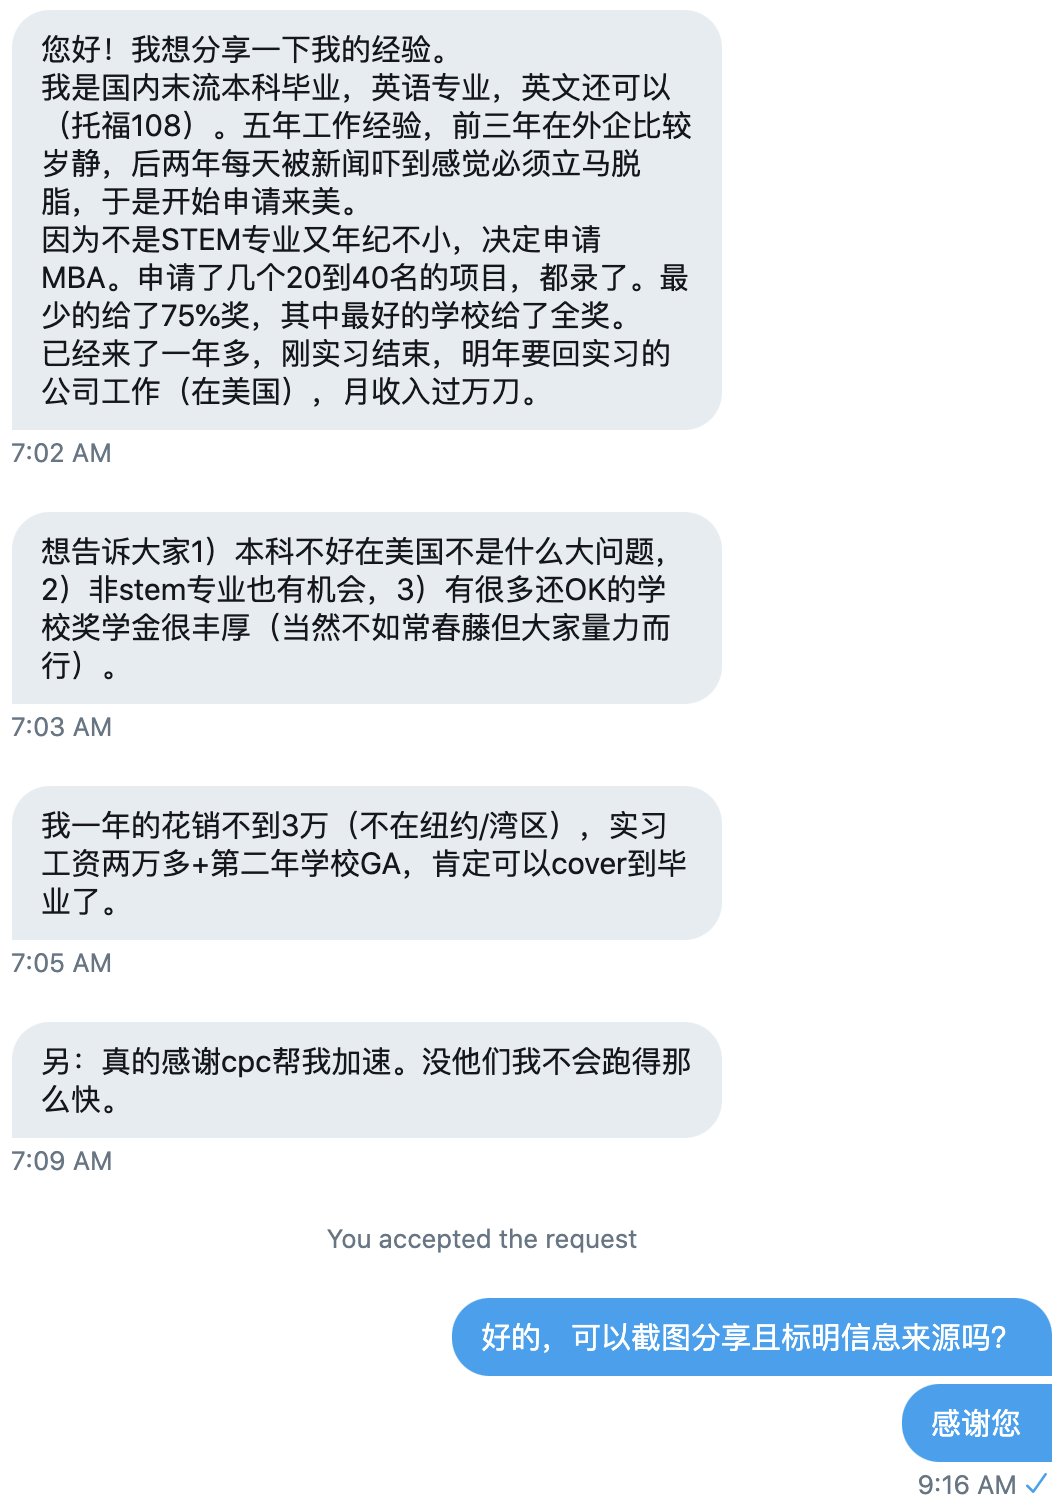 您好！我想分享一下我的经验。
我是国内末流本科毕业，英语专业，英文还可以
（托福108）。五年工作经验，前三年在外企比较
岁静，后两年每天被新闻吓到感觉必须立马脱
脂，于是开始申请来美。
因为不是STEM专业又年纪不小，决定申请
MBA。申请了几个20到40名的项目，都录了。最
少的给了75%奖，其中最好的学校给了全奖。
已经来了一年多，刚实习结束，明年要回实习的
公司工作（在美国），月收入过万刀。
7:02 AM
想告诉大家1）本科不好在美国不是什么大问题，
2）非stem专业也有机会，3）有很多还OK的学
校奖学金很丰厚（当然不如常春藤但大家量力而
行）。
7:03 AM
我一年的花销不到3万（不在纽约/湾区），实习
工资两万多+第二年学校GA，肯定可以cover到毕
业了。
7:05 AM
另：真的感谢cpc帮我加速。没他们我不会跑得那
么快。
7:09 AM
You accepted the request
好的，可以截图分享且标明信息来源吗？
感谢您
9:16 AM